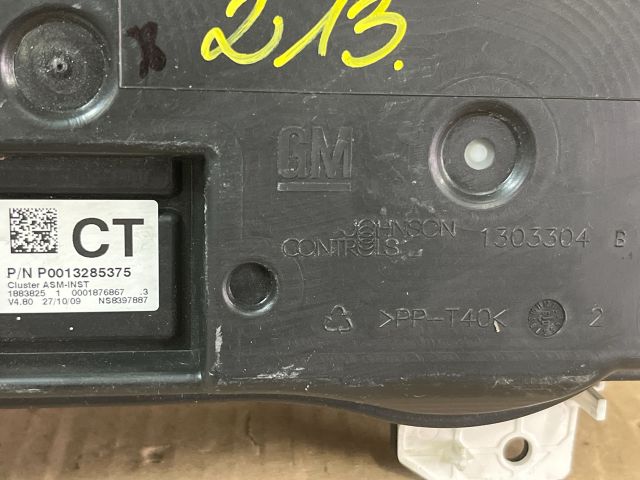 213.
x
GM
CT
P/N P0013285375
Cluster ASM-INST
1883825 1 0001876867 .3
V4.80 27/10/09 NS8397887
JOHNSON
CONTROLS
1303304 B
>PP-T40<
2